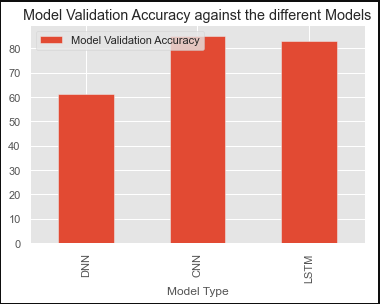 Model Validation Accuracy against the different Models
Model Validation Accuracy
80
70
60
50
40
30
20
10
0
DNN
CNN
LSTM
Model Type